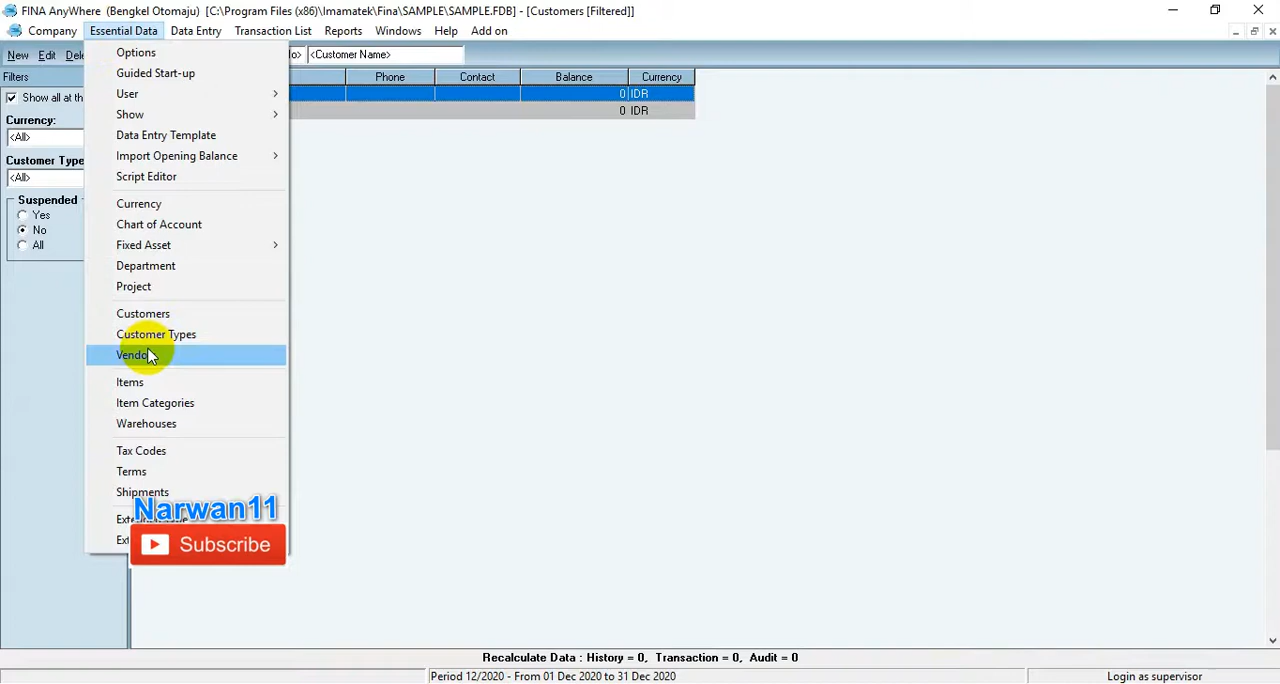 FINA AnyWhere (Bengkel Otomaju) [C:\Program Files (x86)\Imamatek\Fina\SAMPLE\SAMPLE.FDB] - [Customers [Filtered]]
Company Essential Data Data Entry Transaction List Reports Windows Help Add on
New Edit <Customer Name>
Filters
Phone Contact Balance Currency
0 IDR
0 IDR
Show all at th
Currency:
<All>
Customer Type
<All>
Suspended
Yes
No
All
Options
Guided Start-up
User
Show
Data Entry Template
Import Opening Balance
Script Editor
Currency
Chart of Account
Fixed Asset
Department
Project
Customers
Customer Types
Items
Item Categories
Warehouses
Tax Codes
Terms
Shipments
Narwan11
Subscribe
Recalculate Data : History = 0, Transaction = 0, Audit = 0
Period 12/2020 - From 01 Dec 2020 to 31 Dec 2020
Login as supervisor